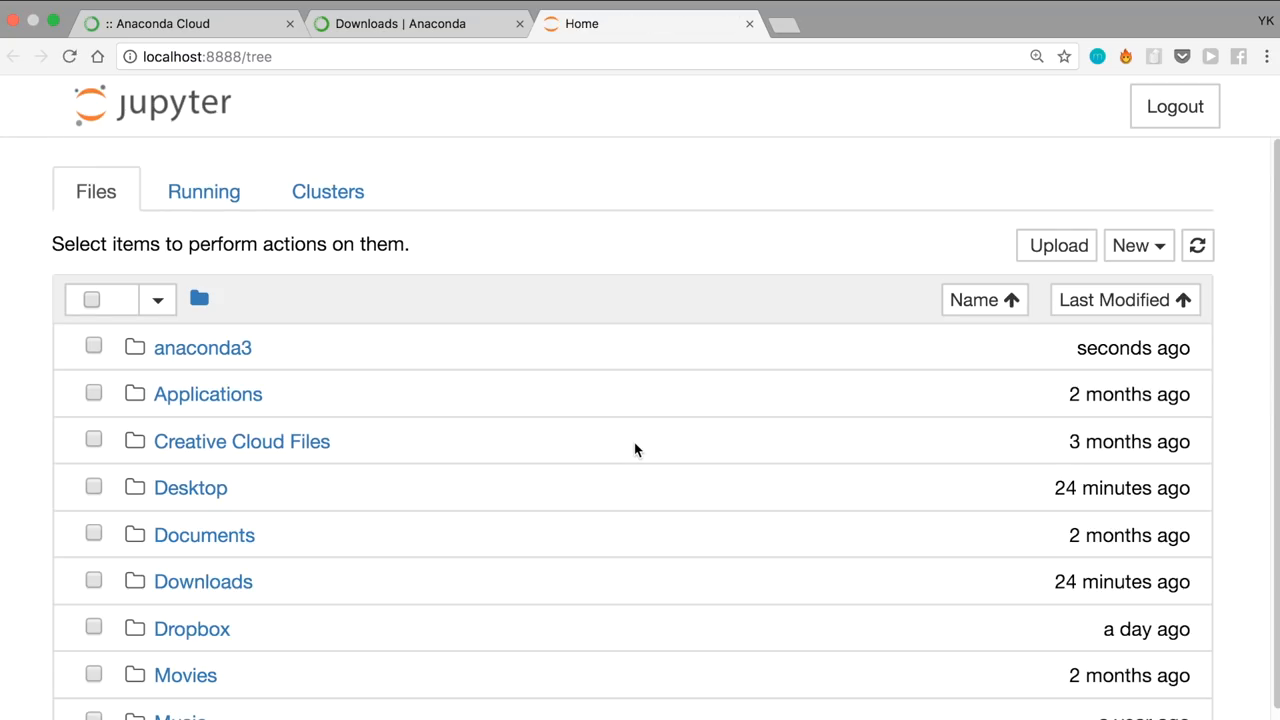 :: Anaconda Cloud
Downloads | Anaconda
Home
YK
localhost:8888/tree
jupyter
Logout
Files
Running
Clusters
Select items to perform actions on them.
Upload
New
Name
Last Modified
anaconda3
seconds ago
Applications
2 months ago
Creative Cloud Files
3 months ago
Desktop
24 minutes ago
Documents
2 months ago
Downloads
24 minutes ago
Dropbox
a day ago
Movies
2 months ago